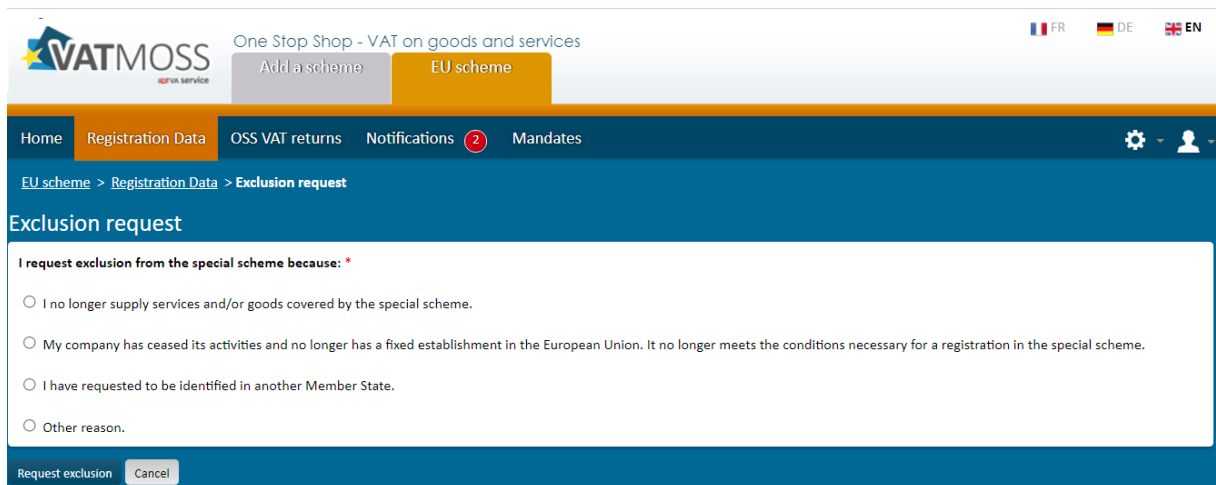 VATMOSS
One Stop Shop - VAT on goods and services
FR DE EN
Add a scheme EU scheme
Home Registration Data OSS VAT returns Notifications 2 Mandates
EU scheme > Registration Data > Exclusion request
Exclusion request
I request exclusion from the special scheme because: *
I no longer supply services and/or goods covered by the special scheme.
My company has ceased its activities and no longer has a fixed establishment in the European Union. It no longer meets the conditions necessary for a registration in the special scheme.
I have requested to be identified in another Member State.
Other reason.
Request exclusion Cancel